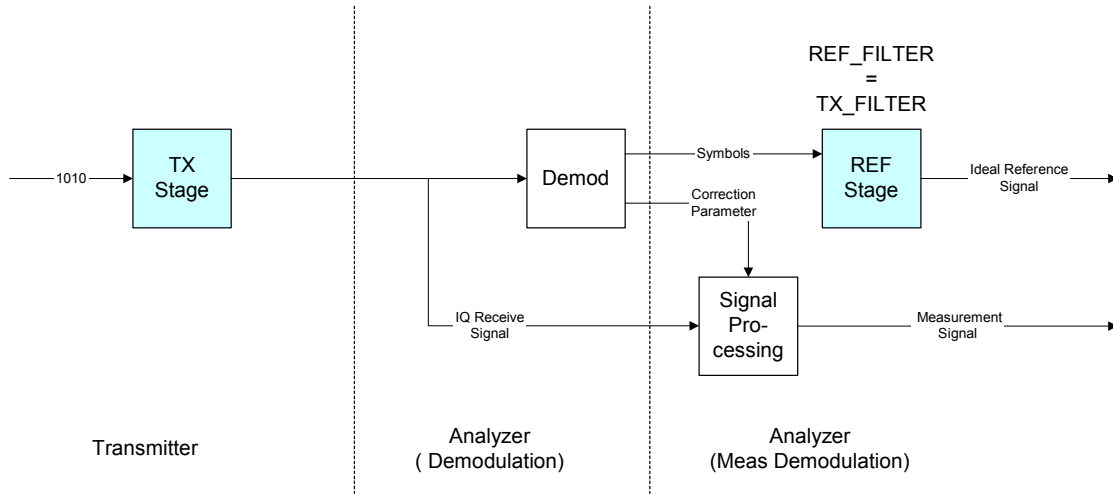 REF_FILTER
=
TX_FILTER
1010
TX
Stage
Demod
Symbols
Correction
Parameter
REF
Stage
Ideal Reference
Signal
IQ Receive
Signal
Signal
Pro-
cessing
Measurement
Signal
Transmitter
Analyzer
( Demodulation)
Analyzer
(Meas Demodulation)